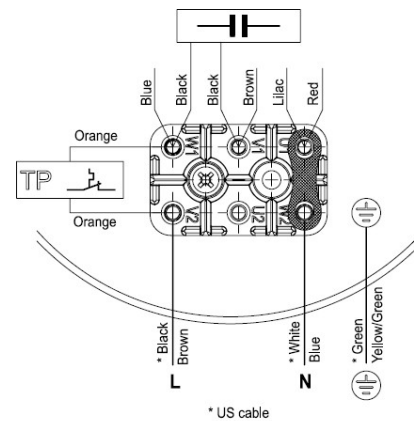 Blue
Black
Black
Brown
Lilac
Red
Orange
TP
Orange
W1
V1
U1
V2
U2
W2
* Black
Brown
* White
Blue
* Green
Yellow/Green
L
N
* US cable